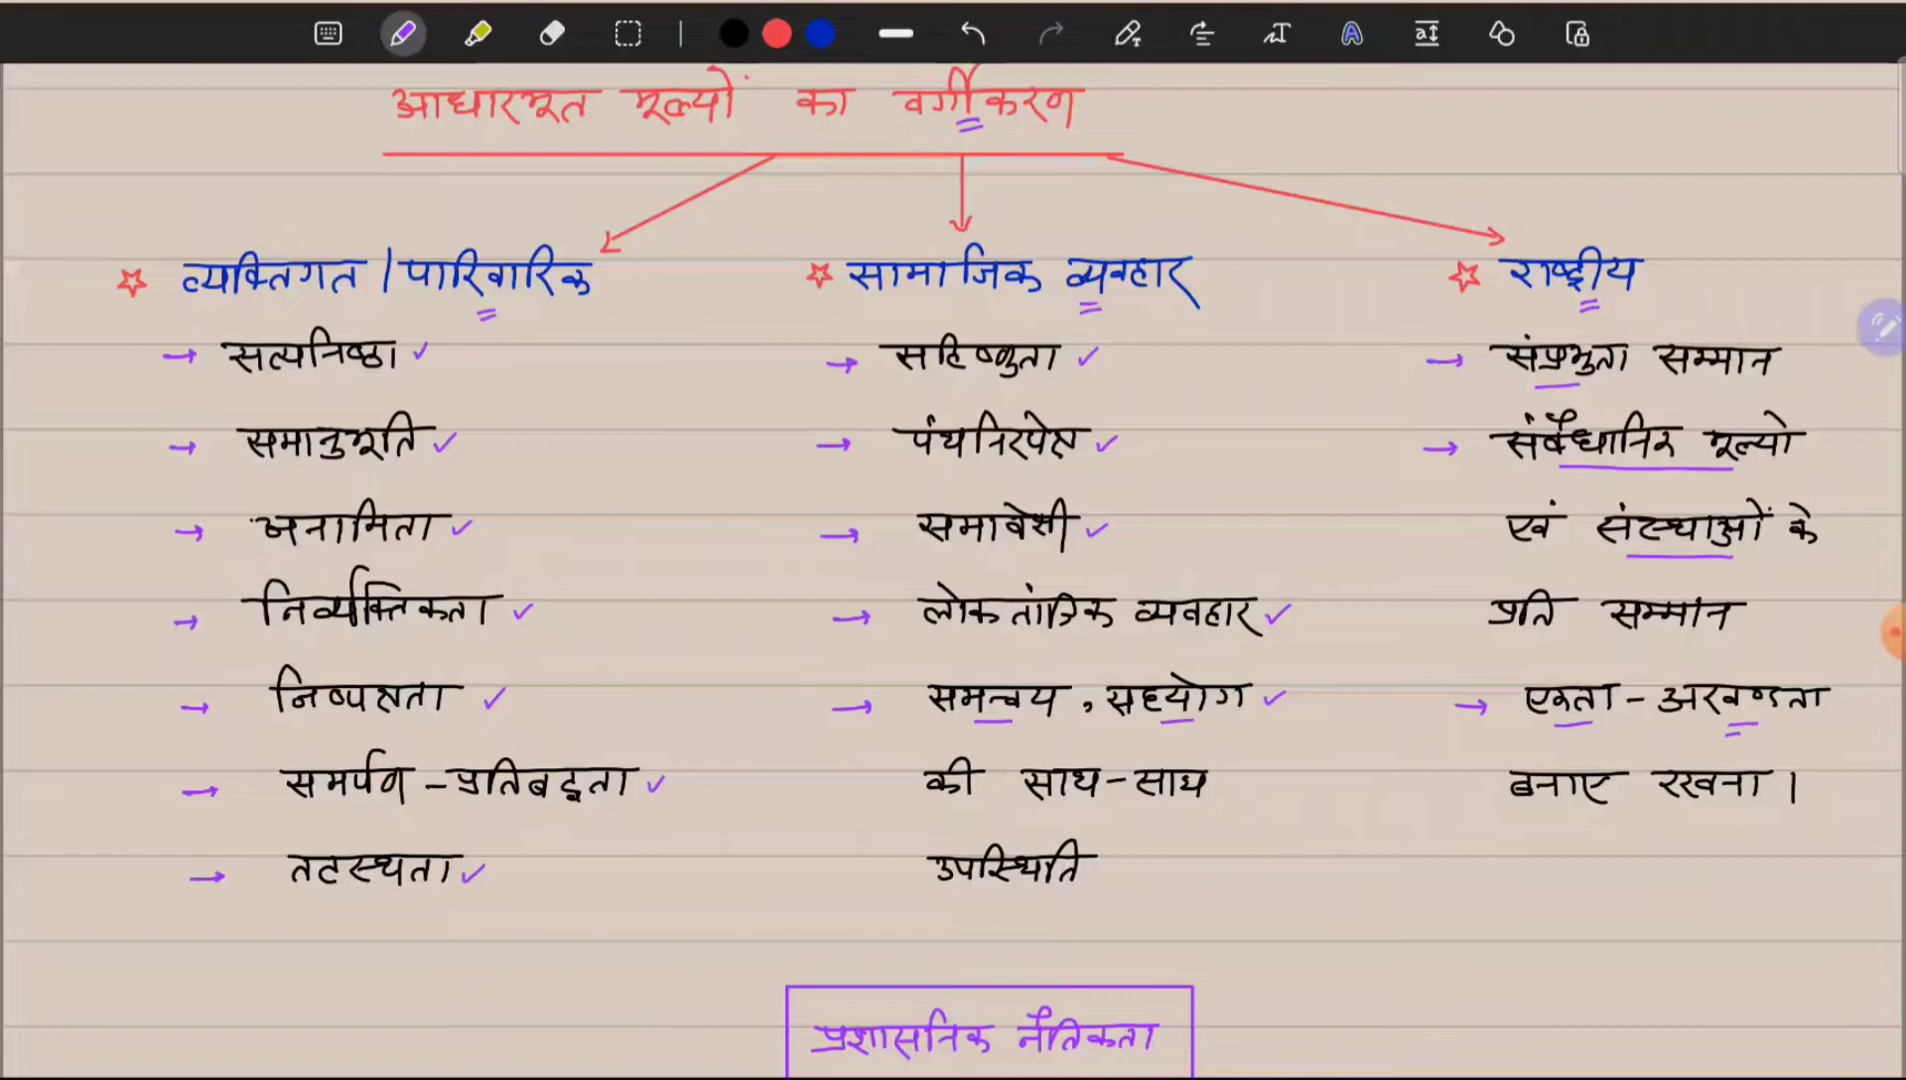 आधारभूत मूल्यों का वर्गीकरण
व्यक्तिगत / पारिवारिक
→ सत्यनिष्ठा ✓
→ समानुभूति ✓
→ अनामिता ✓
→ निर्व्यक्तिकता ✓
→ निष्पक्षता ✓
→ समर्पण - प्रतिबद्धता ✓
→ तटस्थता ✓
सामाजिक व्यवहार
→ सहिष्णुता ✓
→ पंथनिरपेक्ष ✓
→ समावेशी ✓
→ लोकतांत्रिक व्यवहार ✓
→ समन्वय, सहयोग ✓
की साथ-साथ
उपस्थिति
राष्ट्रीय
→ संप्रभुता सम्मान
→ संवैधानिक मूल्यो
एवं संस्थाओं के
प्रति सम्मान
→ एकता - अखण्डता
बनाए रखना।
प्रशासनिक नैतिकता